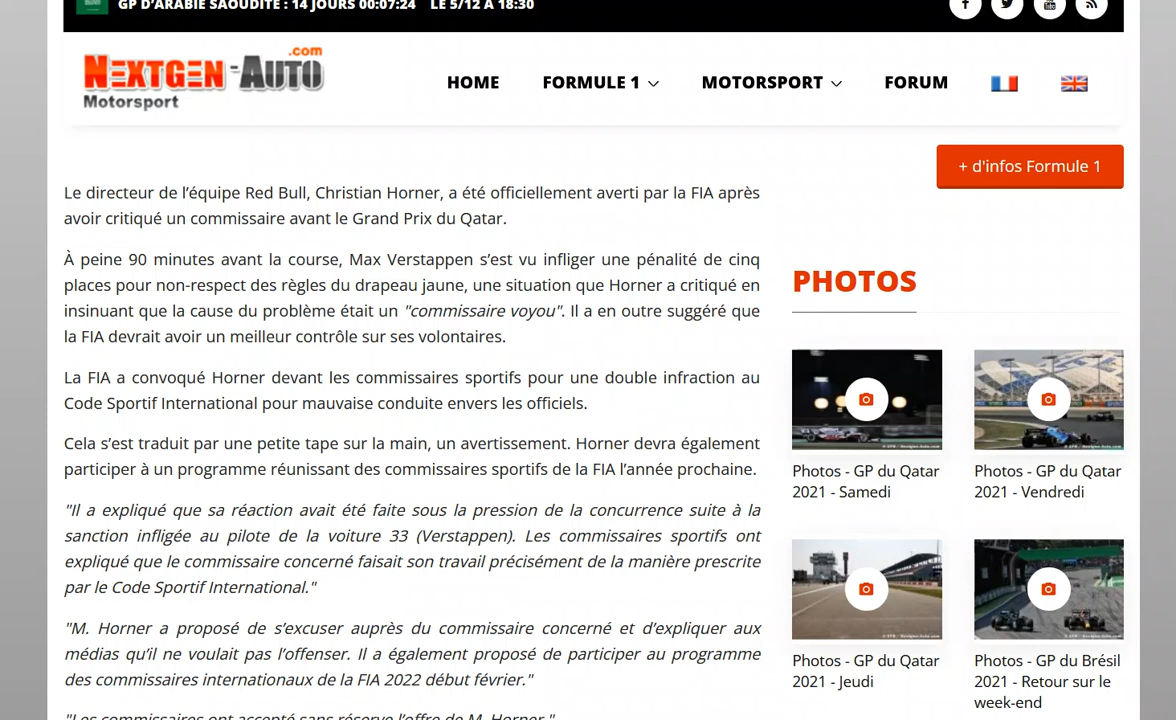 GP D'ARABIE SAOUDITE : 14 JOURS 00:07:24 LE 5/12 À 18:30
NEXTGEN-AUTO.com
Motorsport
HOME FORMULE 1 MOTORSPORT FORUM
+ d'infos Formule 1
Le directeur de l’équipe Red Bull, Christian Horner, a été officiellement averti par la FIA après
avoir critiqué un commissaire avant le Grand Prix du Qatar.
À peine 90 minutes avant la course, Max Verstappen s’est vu infliger une pénalité de cinq
places pour non-respect des règles du drapeau jaune, une situation que Horner a critiqué en
insinuant que la cause du problème était un "commissaire voyou". Il a en outre suggéré que
la FIA devrait avoir un meilleur contrôle sur ses volontaires.
La FIA a convoqué Horner devant les commissaires sportifs pour une double infraction au
Code Sportif International pour mauvaise conduite envers les officiels.
Cela s’est traduit par une petite tape sur la main, un avertissement. Horner devra également
participer à un programme réunissant des commissaires sportifs de la FIA l’année prochaine.
"Il a expliqué que sa réaction avait été faite sous la pression de la concurrence suite à la
sanction infligée au pilote de la voiture 33 (Verstappen). Les commissaires sportifs ont
expliqué que le commissaire concerné faisait son travail précisément de la manière prescrite
par le Code Sportif International."
"M. Horner a proposé de s’excuser auprès du commissaire concerné et d’expliquer aux
médias qu’il ne voulait pas l’offenser. Il a également proposé de participer au programme
des commissaires internationaux de la FIA 2022 début février."
"Les commissaires ont accepté sans réserve l’offre de M. Horner."
PHOTOS
Photos - GP du Qatar
2021 - Samedi
Photos - GP du Qatar
2021 - Vendredi
Photos - GP du Qatar
2021 - Jeudi
Photos - GP du Brésil
2021 - Retour sur le
week-end